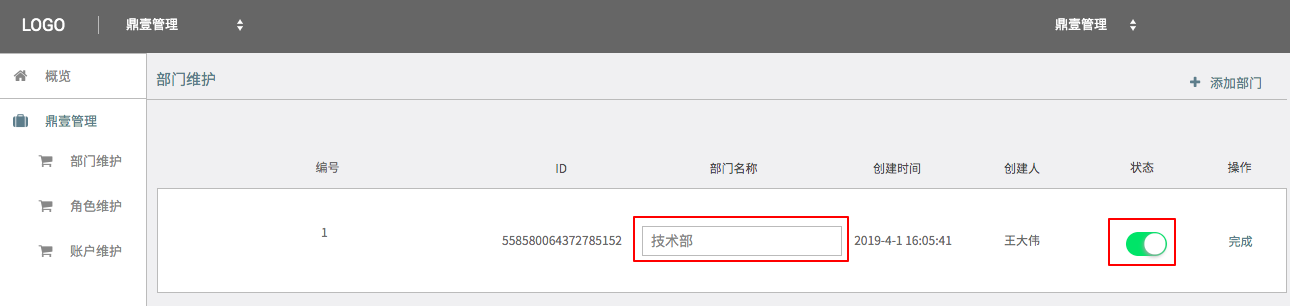 LOGO 鼎壹管理 鼎壹管理
概览
部门维护
添加部门
鼎壹管理
部门维护
角色维护
账户维护
编号 ID 部门名称 创建时间 创建人 状态 操作
1 558580064372785152 技术部 2019-4-1 16:05:41 王大伟 完成